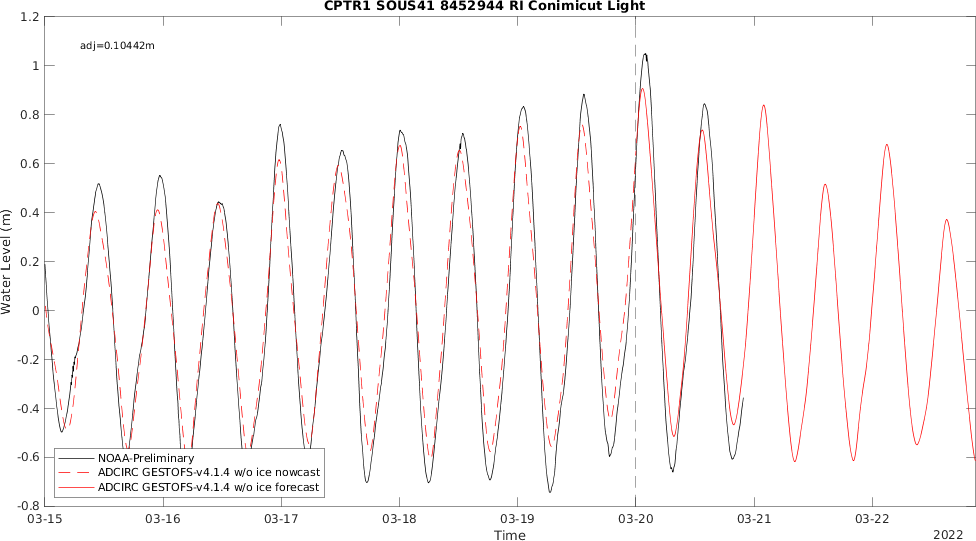 CPTR1 SOUS41 8452944 RI Conimicut Light
1.2
adj=0.10442m
1
0.8
0.6
0.4
0.2
0
-0.2
-0.4
-0.6
-0.8
Water Level (m)
NOAA-Preliminary
ADCIRC GESTOFS-v4.1.4 w/o ice nowcast
ADCIRC GESTOFS-v4.1.4 w/o ice forecast
03-15 03-16 03-17 03-18 03-19 03-20 03-21 03-22
Time
2022